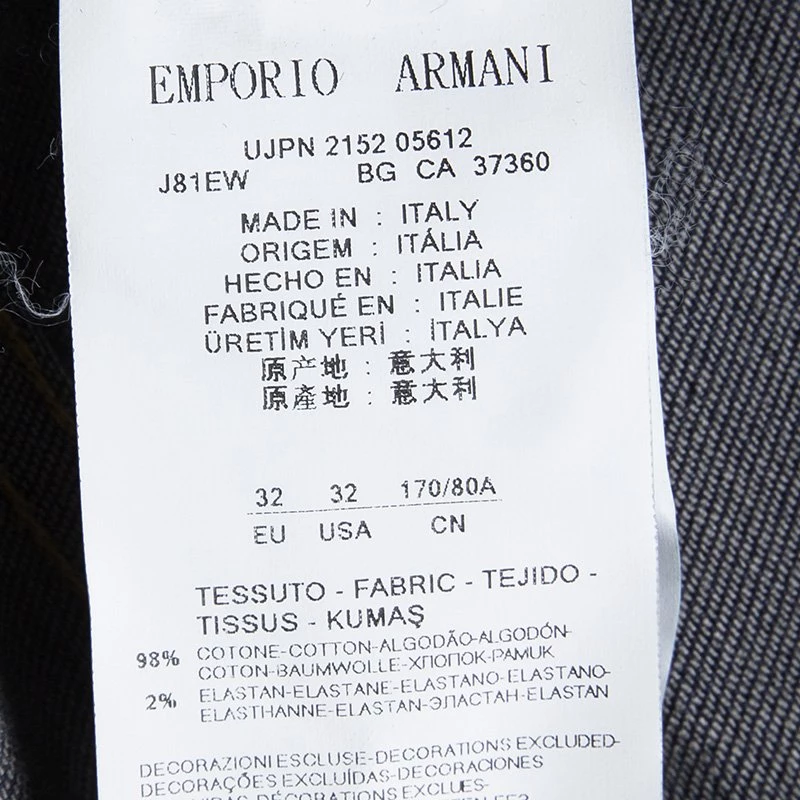 EMPORIO ARMANI
UJPN 2152 05612
J81EW BG CA 37360
MADE IN : ITALY
ORIGEM : ITÁLIA
HECHO EN : ITALIA
FABRIQUÉ EN : ITALIE
ÜRETİM YERİ : İTALYA
原产地 : 意大利
原產地 : 意大利
32 32 170/80A
EU USA CN
TESSUTO - FABRIC - TEJIDO -
TISSUS - KUMAŞ
98% COTONE-COTTON-ALGODÃO-ALGODÓN-
COTON-BAUMWOLLE-ХЛОПОК-PAMUK
2% ELASTAN-ELASTANE-ELASTANO-ELASTANO-
ELASTHANNE-ELASTAN-ЭЛАСТАН-ELASTAN
DECORAZIONI ESCLUSE-DECORATIONS EXCLUDED-
DECORAÇÕES EXCLUÍDAS-DECORACIONES
DÉCORATIONS EXCLUES-